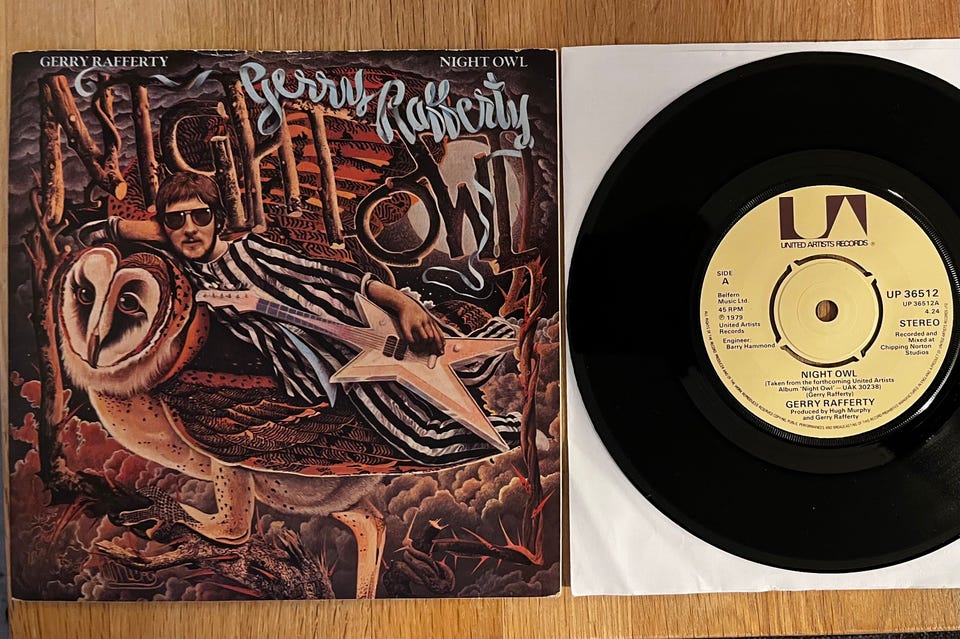 GERRY RAFFERTY
NIGHT OWL
Gerry Rafferty
NIGHT
OWL
UA
UNITED ARTISTS RECORDS ®
SIDE
A
Belfern
Music Ltd.
45 RPM
℗ 1979
United Artists
Records
Engineer:
Barry Hammond
UP 36512
UP 36512A
4.24
STEREO
Recorded and
Mixed at
Chipping Norton
Studios
NIGHT OWL
(Taken from the forthcoming United Artists
Album 'Night Owl' — UAK 30238)
(Gerry Rafferty)
GERRY RAFFERTY
Produced by Hugh Murphy
and Gerry Rafferty